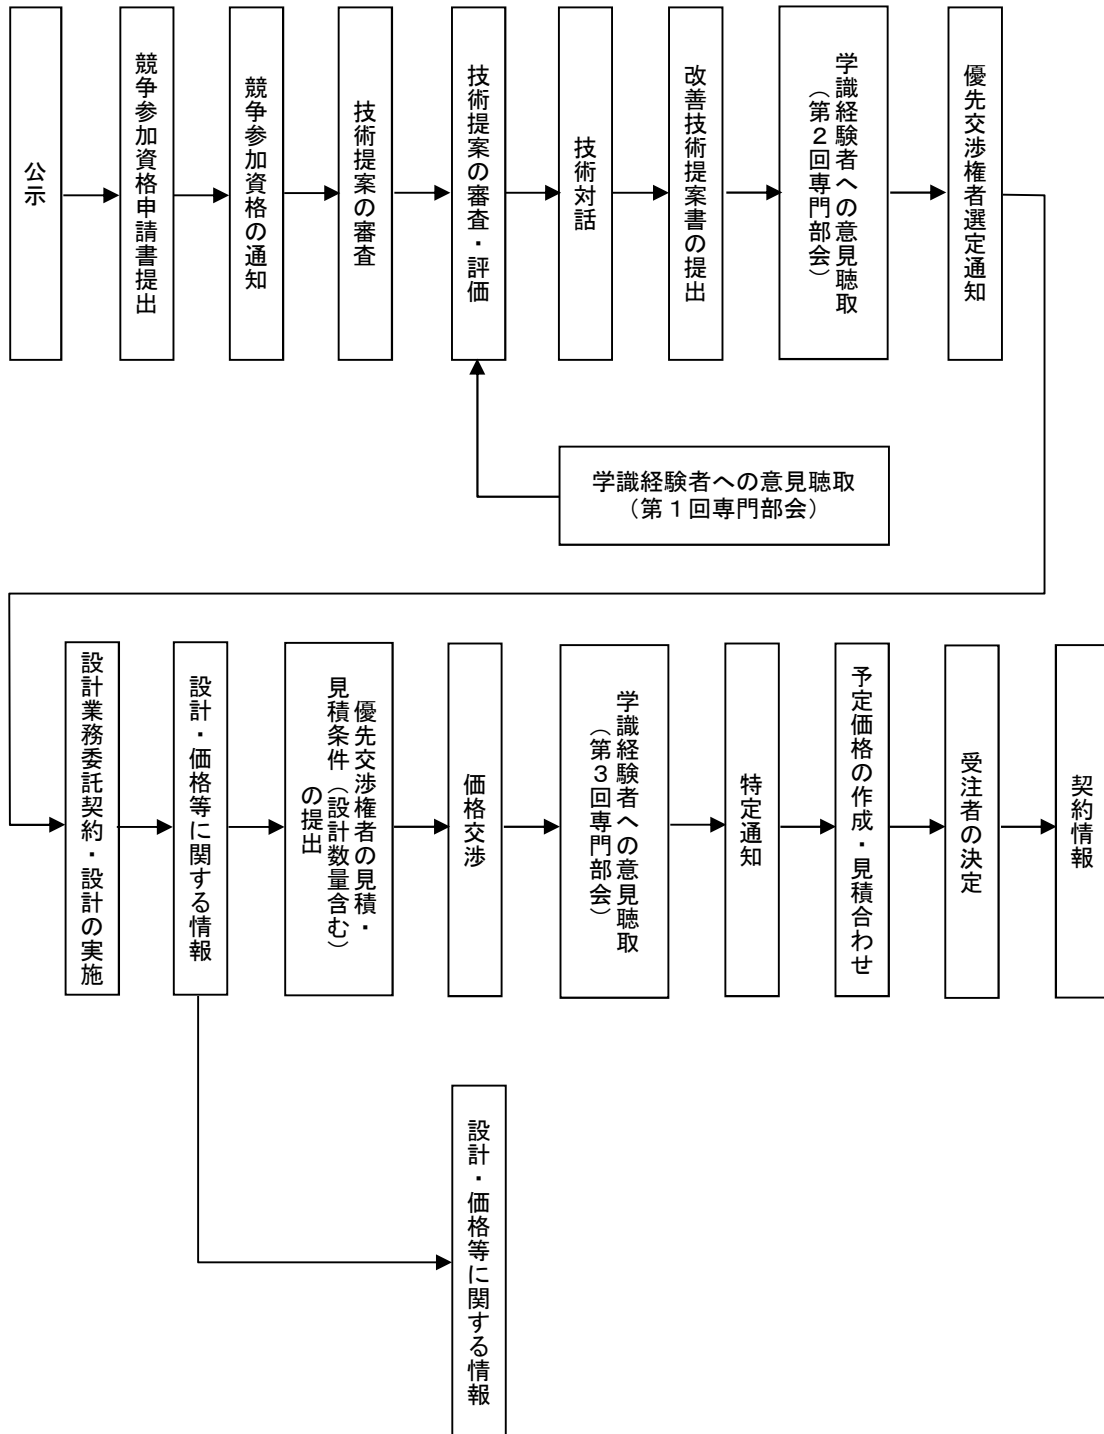 公示
競争参加資格申請書提出
競争参加資格の通知
技術提案の審査
技術提案の審査・評価
技術対話
改善技術提案書の提出
学識経験者への意見聴取
（第２回専門部会）
優先交渉権者選定通知
学識経験者への意見聴取
（第１回専門部会）
設計業務委託契約・設計の実施
設計・価格等に関する情報
優先交渉権者の見積・
見積条件（設計数量含む）
の提出
価格交渉
学識経験者への意見聴取
（第３回専門部会）
特定通知
予定価格の作成・見積合わせ
受注者の決定
契約情報
設計・価格等に関する情報